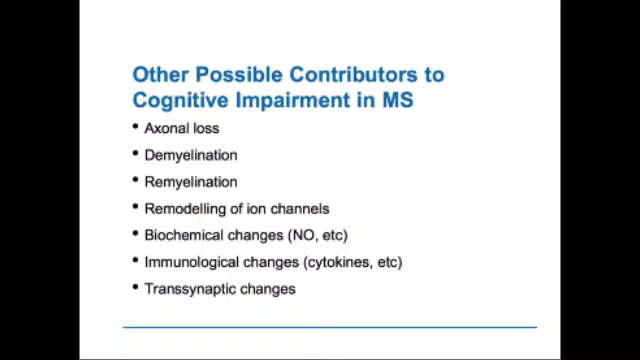 Other Possible Contributors to
Cognitive Impairment in MS
• Axonal loss
• Demyelination
• Remyelination
• Remodelling of ion channels
• Biochemical changes (NO, etc)
• Immunological changes (cytokines, etc)
• Transsynaptic changes